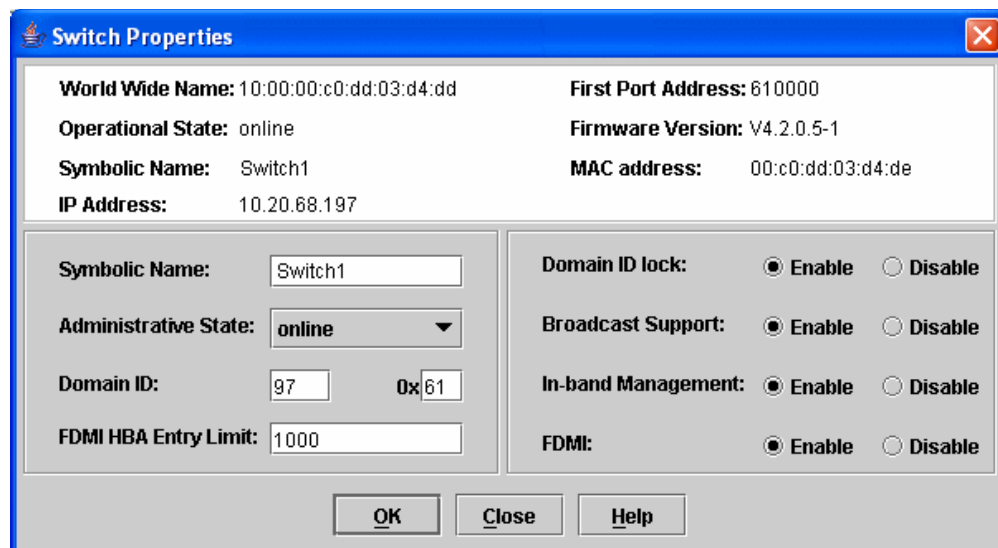 Switch Properties
World Wide Name: 10:00:00:c0:dd:03:d4:dd
First Port Address: 610000
Operational State: online
Firmware Version: V4.2.0.5-1
Symbolic Name: Switch1
MAC address: 00:c0:dd:03:d4:de
IP Address: 10.20.68.197
Symbolic Name: Switch1
Administrative State: online
Domain ID: 97 0x61
FDMI HBA Entry Limit: 1000
Domain ID lock: Enable Disable
Broadcast Support: Enable Disable
In-band Management: Enable Disable
FDMI: Enable Disable
OK Close Help